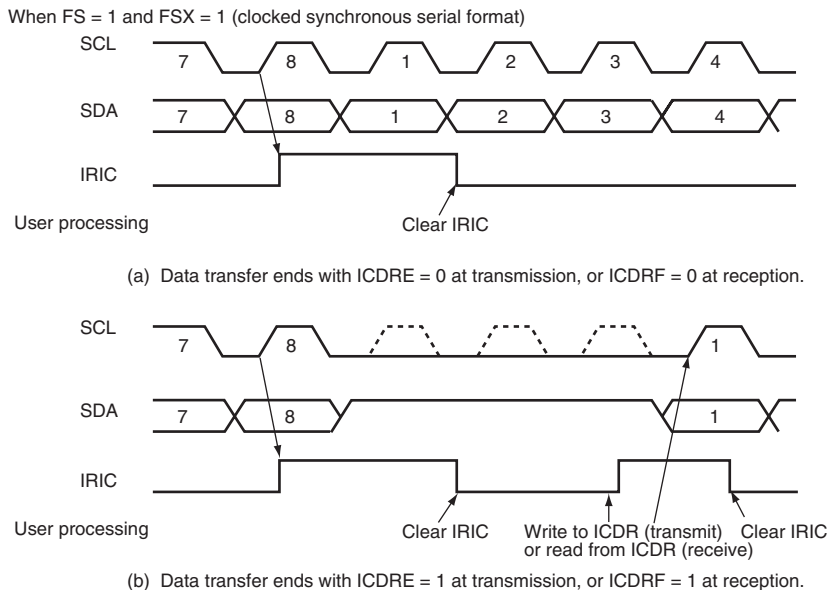 When FS = 1 and FSX = 1 (clocked synchronous serial format)
SCL
7 8 1 2 3 4
SDA
7 8 1 2 3 4
IRIC
User processing
Clear IRIC
(a) Data transfer ends with ICDRE = 0 at transmission, or ICDRF = 0 at reception.
SCL
7 8 1
SDA
7 8 1
IRIC
User processing
Clear IRIC
Write to ICDR (transmit)
or read from ICDR (receive)
Clear IRIC
(b) Data transfer ends with ICDRE = 1 at transmission, or ICDRF = 1 at reception.